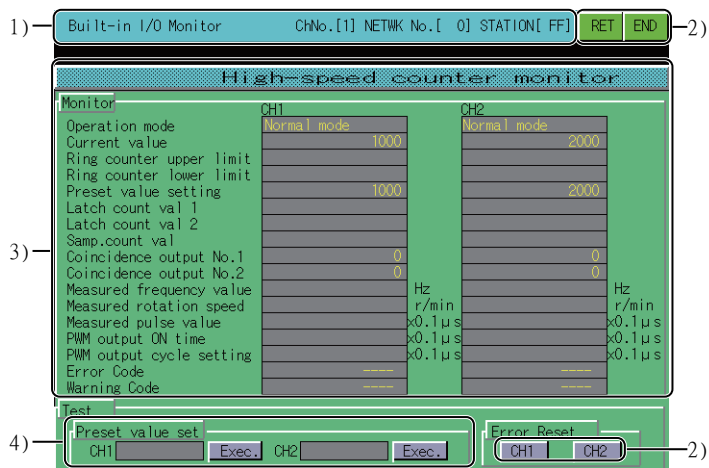 1) Built-in I/O Monitor ChNo.[1] NETWK No.[ 0] STATION[ FF] RET END 2)
High-speed counter monitor
Monitor
CH1 CH2
Operation mode Normal mode Normal mode
Current value 1000 2000
Ring counter upper limit
Ring counter lower limit
Preset value setting 1000 2000
Latch count val 1
Latch count val 2
Samp.count val
3)
Coincidence output No.1 0 0
Coincidence output No.2 0 0
Measured frequency value Hz Hz
Measured rotation speed r/min r/min
Measured pulse value x0.1μs x0.1μs
PWM output ON time x0.1μs x0.1μs
PWM output cycle setting x0.1μs x0.1μs
Error Code ---- ----
Warning Code ---- ----
Test
Preset value set Error Reset
4) CH1 Exec. CH2 Exec. CH1 CH2 2)